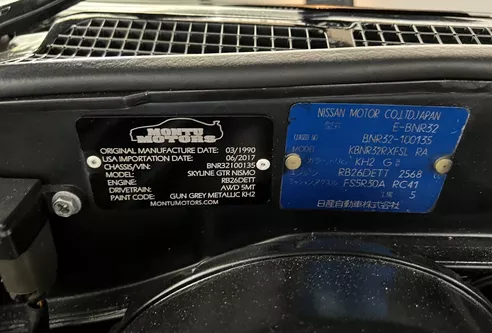 MONTU
MOTORS
ORIGINAL MANUFACTURE DATE: 03/1990
USA IMPORTATION DATE: 06/2017
CHASSIS/VIN: BNR32100135
MODEL: SKYLINE GTR NISMO
ENGINE: RB26DETT
DRIVETRAIN: AWD 5MT
PAINT CODE: GUN GREY METALLIC KH2
MONTUMOTORS.COM
NISSAN MOTOR CO.,LTD. JAPAN
E-BNR32
BNR32-100135
MODEL KBNR32RXFSL RA
KH2 G
RB26DETT 2568
FS5R30A RC41
5
日産自動車株式会社